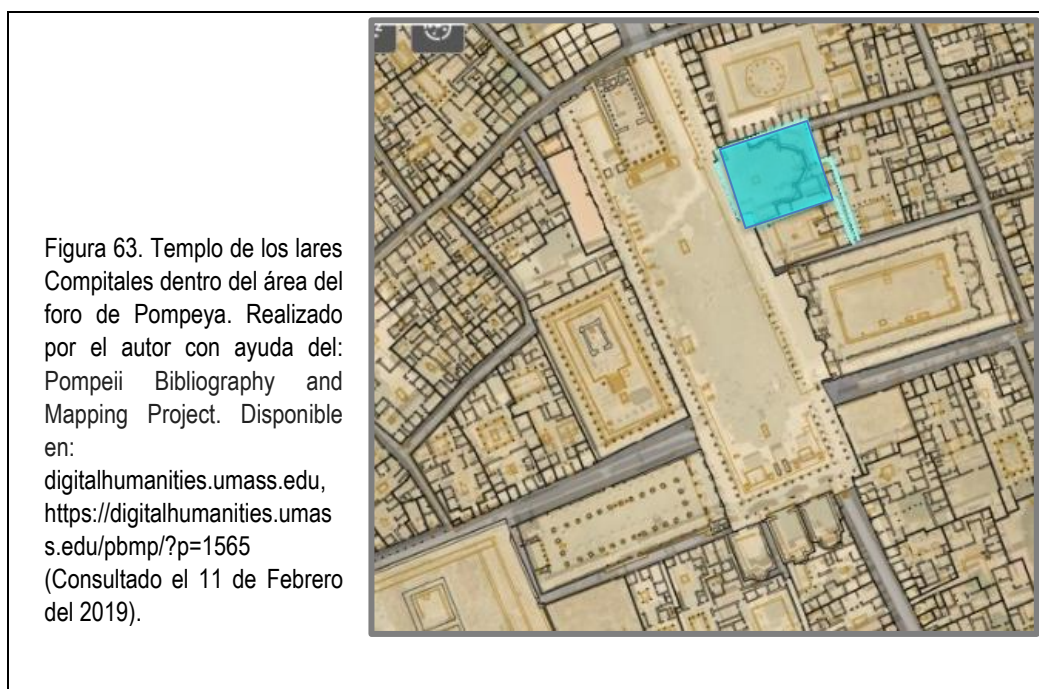 Figura 63. Templo de los lares
Compitales dentro del área del
foro de Pompeya. Realizado
por el autor con ayuda del:
Pompeii Bibliography and
Mapping Project. Disponible
en:
digitalhumanities.umass.edu,
https://digitalhumanities.umas
s.edu/pbmp/?p=1565
(Consultado el 11 de Febrero
del 2019).